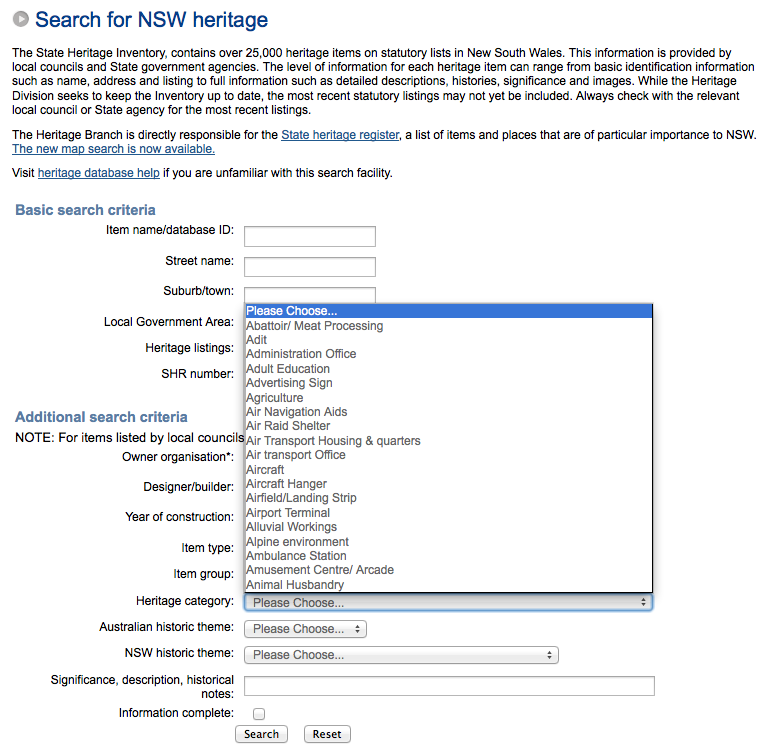 Search for NSW heritage
The State Heritage Inventory, contains over 25,000 heritage items on statutory lists in New South Wales. This information is provided by
local councils and State government agencies. The level of information for each heritage item can range from basic identification information
such as name, address and listing to full information such as detailed descriptions, histories, significance and images. While the Heritage
Division seeks to keep the Inventory up to date, the most recent statutory listings may not yet be included. Always check with the relevant
local council or State agency for the most recent listings.
The Heritage Branch is directly responsible for the State heritage register, a list of items and places that are of particular importance to NSW.
The new map search is now available.
Visit heritage database help if you are unfamiliar with this search facility.
Basic search criteria
Item name/database ID:
Street name:
Suburb/town:
Local Government Area:
Heritage listings:
SHR number:
Please Choose...
Abattoir/ Meat Processing
Adit
Administration Office
Adult Education
Advertising Sign
Agriculture
Air Navigation Aids
Air Raid Shelter
Air Transport Housing & quarters
Air transport Office
Aircraft
Aircraft Hanger
Airfield/Landing Strip
Airport Terminal
Alluvial Workings
Alpine environment
Ambulance Station
Amusement Centre/ Arcade
Animal Husbandry
Additional search criteria
NOTE: For items listed by local councils
Owner organisation*:
Designer/builder:
Year of construction:
Item type:
Item group:
Heritage category: Please Choose...
Australian historic theme: Please Choose...
NSW historic theme: Please Choose...
Significance, description, historical
notes:
Information complete:
Search Reset